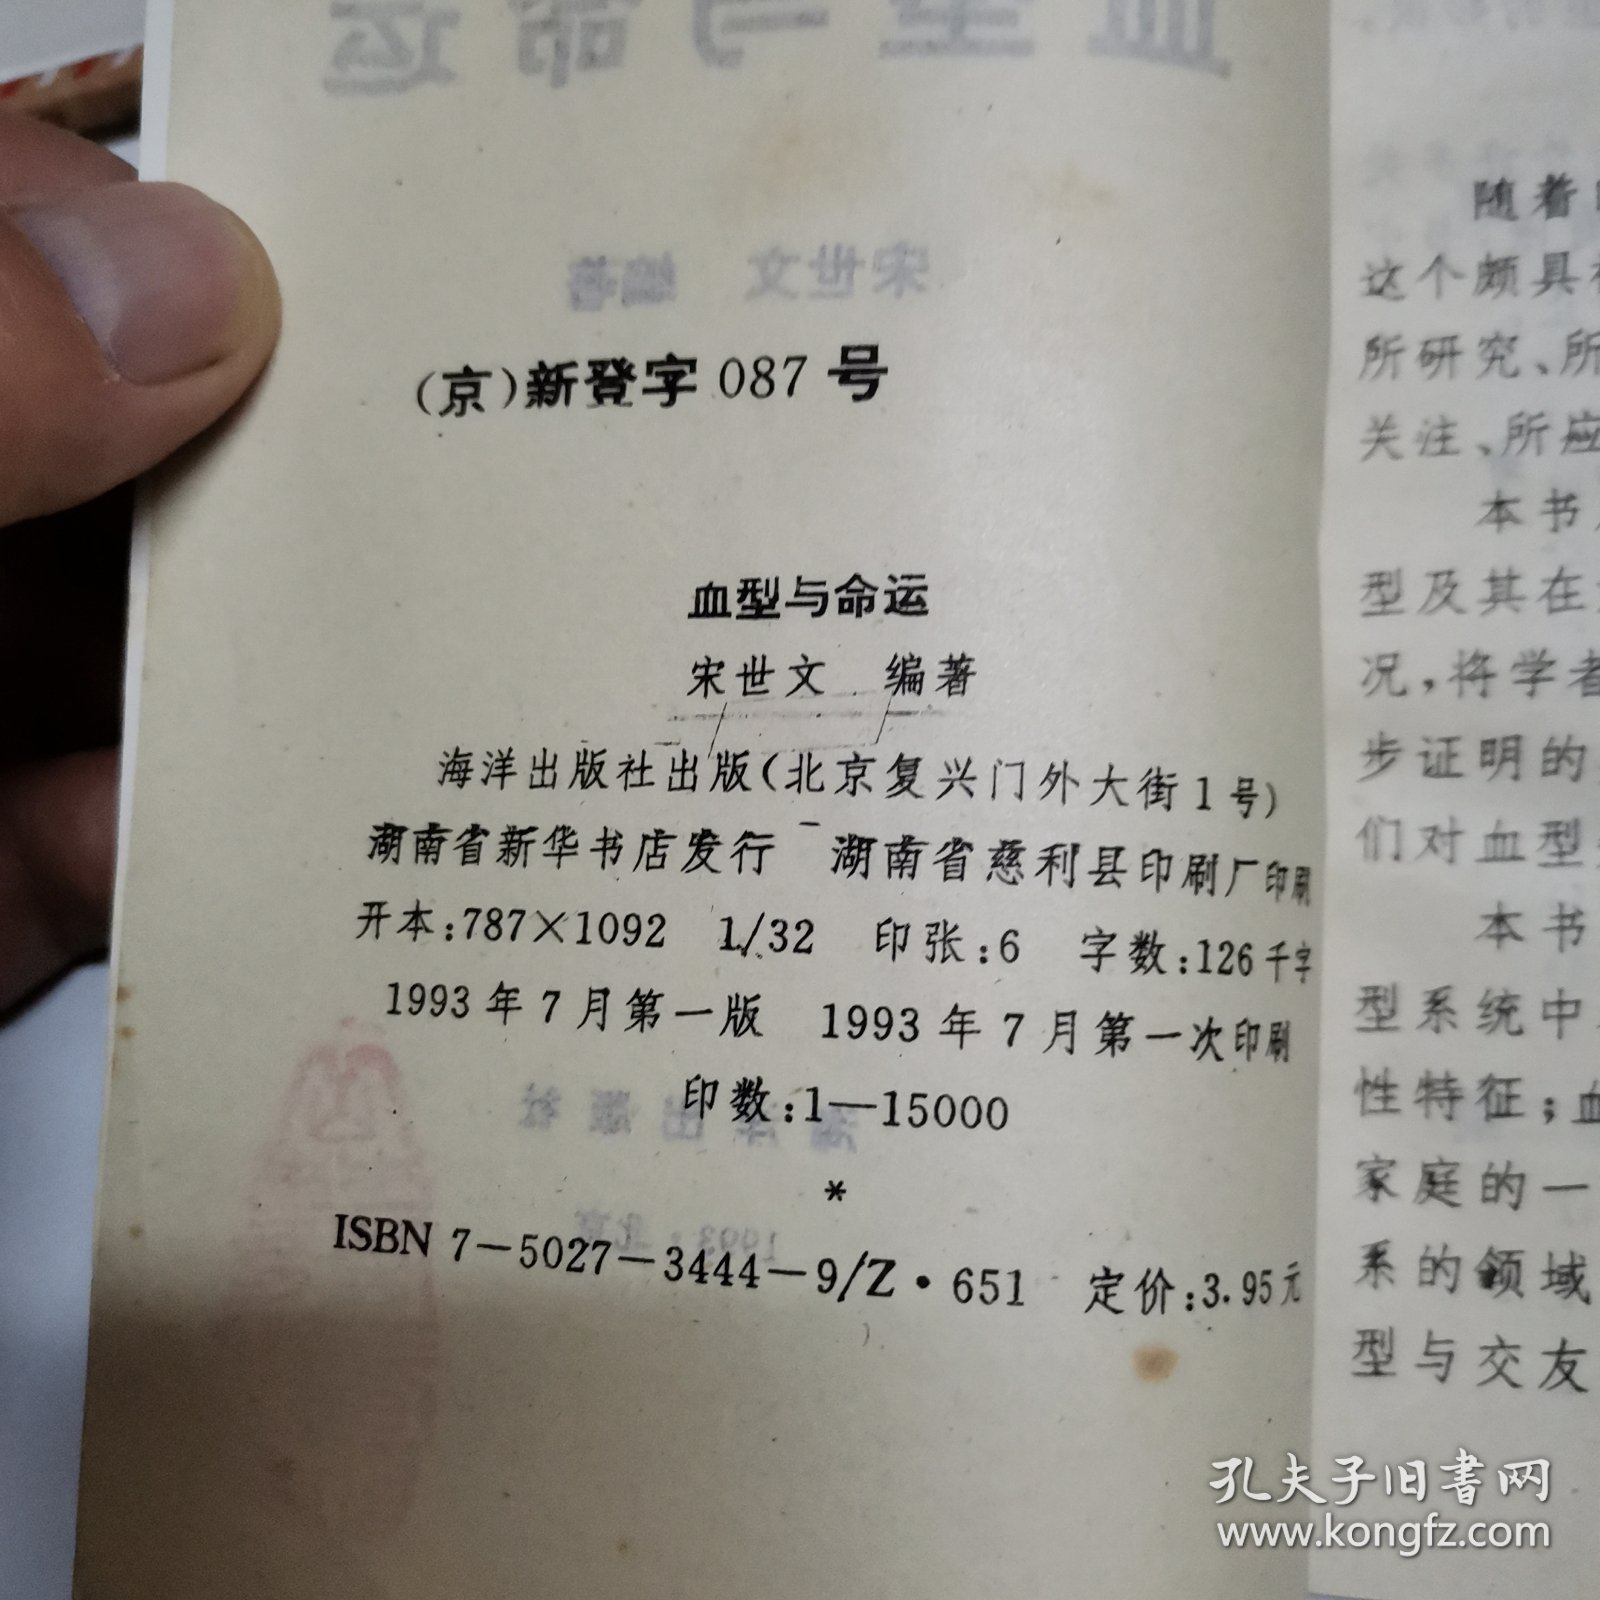 (京)新登字 087 号
血型与命运
宋世文 编著
海洋出版社出版(北京复兴门外大街1号)
湖南省新华书店发行 湖南省慈利县印刷厂印刷
开本:787×1092 1/32 印张:6 字数:126千字
1993年7月第一版 1993年7月第一次印刷
印数:1—15000
*
ISBN 7-5027-3444-9/Z·651 定价:3.95元
随着
这个颇具
所研究、所
关注、所应
本书
型及其在
况,将学者
步证明的
们对血型
本书
型系统中
性特征;血
家庭的一
系的领域
型与交友
孔夫子旧书网
www.kongfz.com